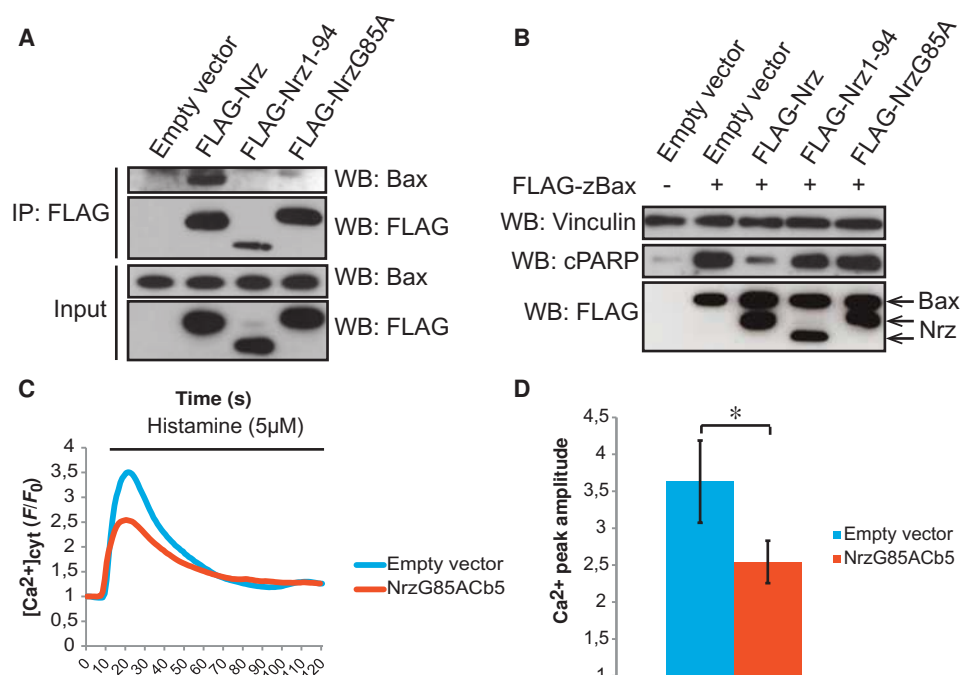 A
Empty vector
FLAG-Nrz
FLAG-Nrz1-94
FLAG-NrzG85A
IP: FLAG
WB: Bax
WB: FLAG
Input
WB: Bax
WB: FLAG
B
Empty vector
Empty vector
FLAG-Nrz
FLAG-Nrz1-94
FLAG-NrzG85A
FLAG-zBax - + + + +
WB: Vinculin
WB: cPARP
WB: FLAG
Bax
Nrz
C
Time (s)
Histamine (5µM)
[Ca2+]cyt (F/F0)
4
3,5
3
2,5
2
1,5
1
0,5
0
0 10 20 30 40 50 60 70 80 90 100 110 120
Empty vector
NrzG85ACb5
D
Ca2+ peak amplitude
4,5
4
3,5
3
2,5
2
1,5
1
*
Empty vector
NrzG85ACb5